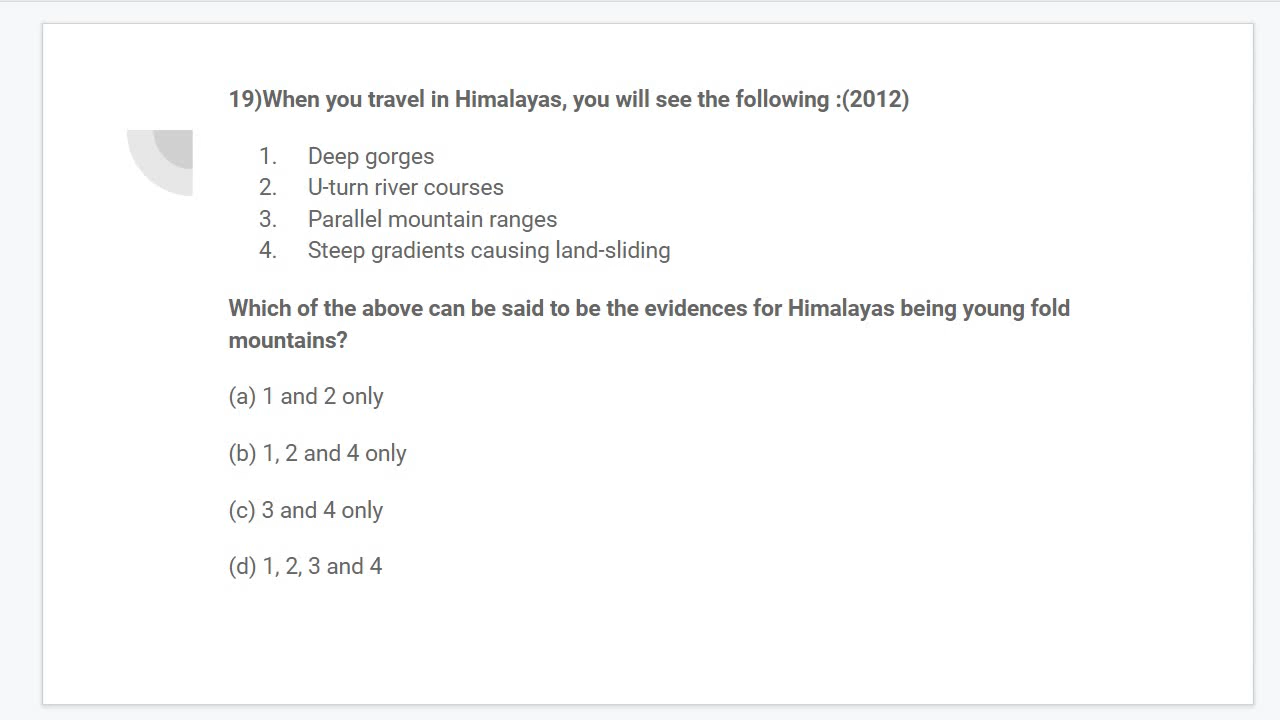 19)When you travel in Himalayas, you will see the following :(2012)
1. Deep gorges
2. U-turn river courses
3. Parallel mountain ranges
4. Steep gradients causing land-sliding
Which of the above can be said to be the evidences for Himalayas being young fold
mountains?
(a) 1 and 2 only
(b) 1, 2 and 4 only
(c) 3 and 4 only
(d) 1, 2, 3 and 4